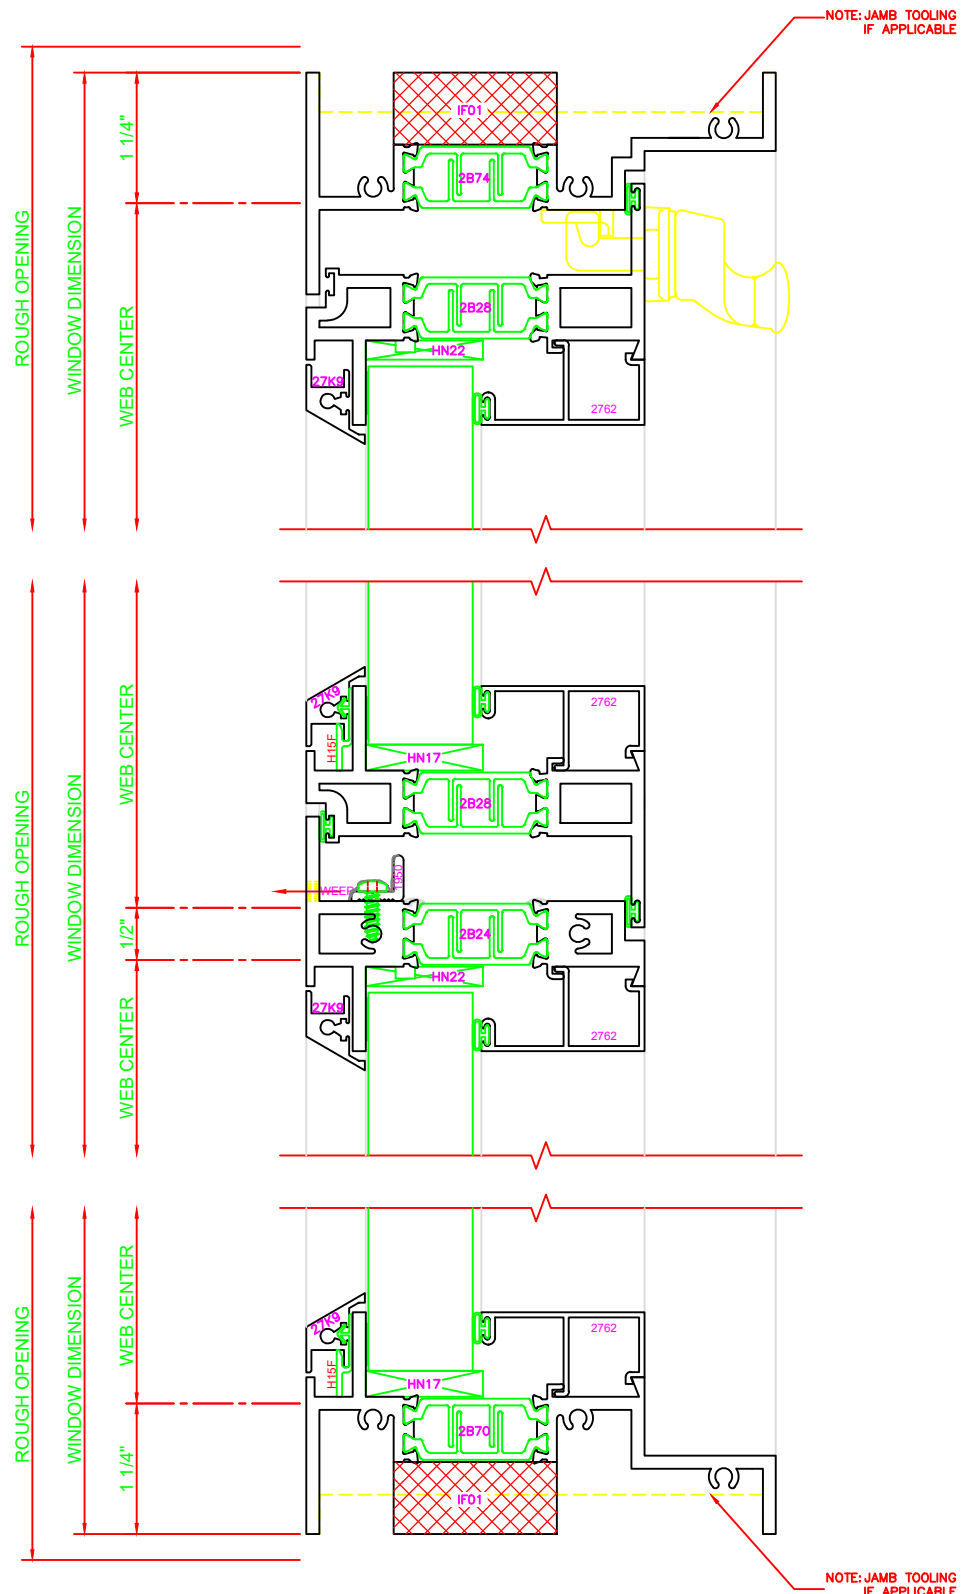 NOTE: JAMB TOOLING
IF APPLICABLE
IF01
1 1/4"
2B74
ROUGH OPENING
WINDOW DIMENSION
WEB CENTER
2B28
HN22
27K9
2762
27K9
2762
WEB CENTER
H15F
HN17
2B28
ROUGH OPENING
WINDOW DIMENSION
WEEP
1950
1/2"
2B24
HN22
27K9
2762
WEB CENTER
27K9
2762
WEB CENTER
H15F
HN17
ROUGH OPENING
WINDOW DIMENSION
2B70
1 1/4"
IF01
NOTE: JAMB TOOLING
IF APPLICABLE